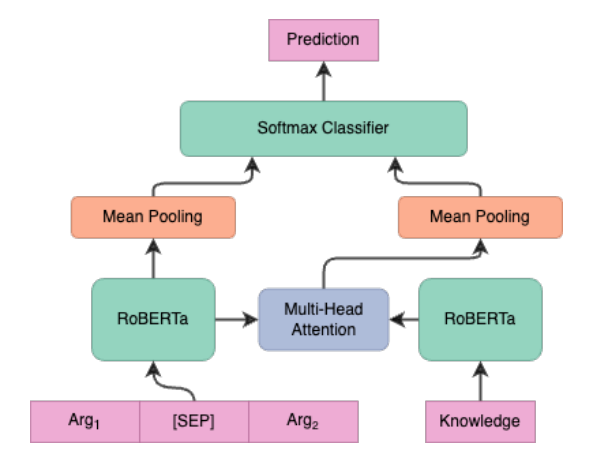 Prediction
Softmax Classifier
Mean Pooling
Mean Pooling
RoBERTa
Multi-Head
Attention
RoBERTa
Arg₁
[SEP]
Arg₂
Knowledge